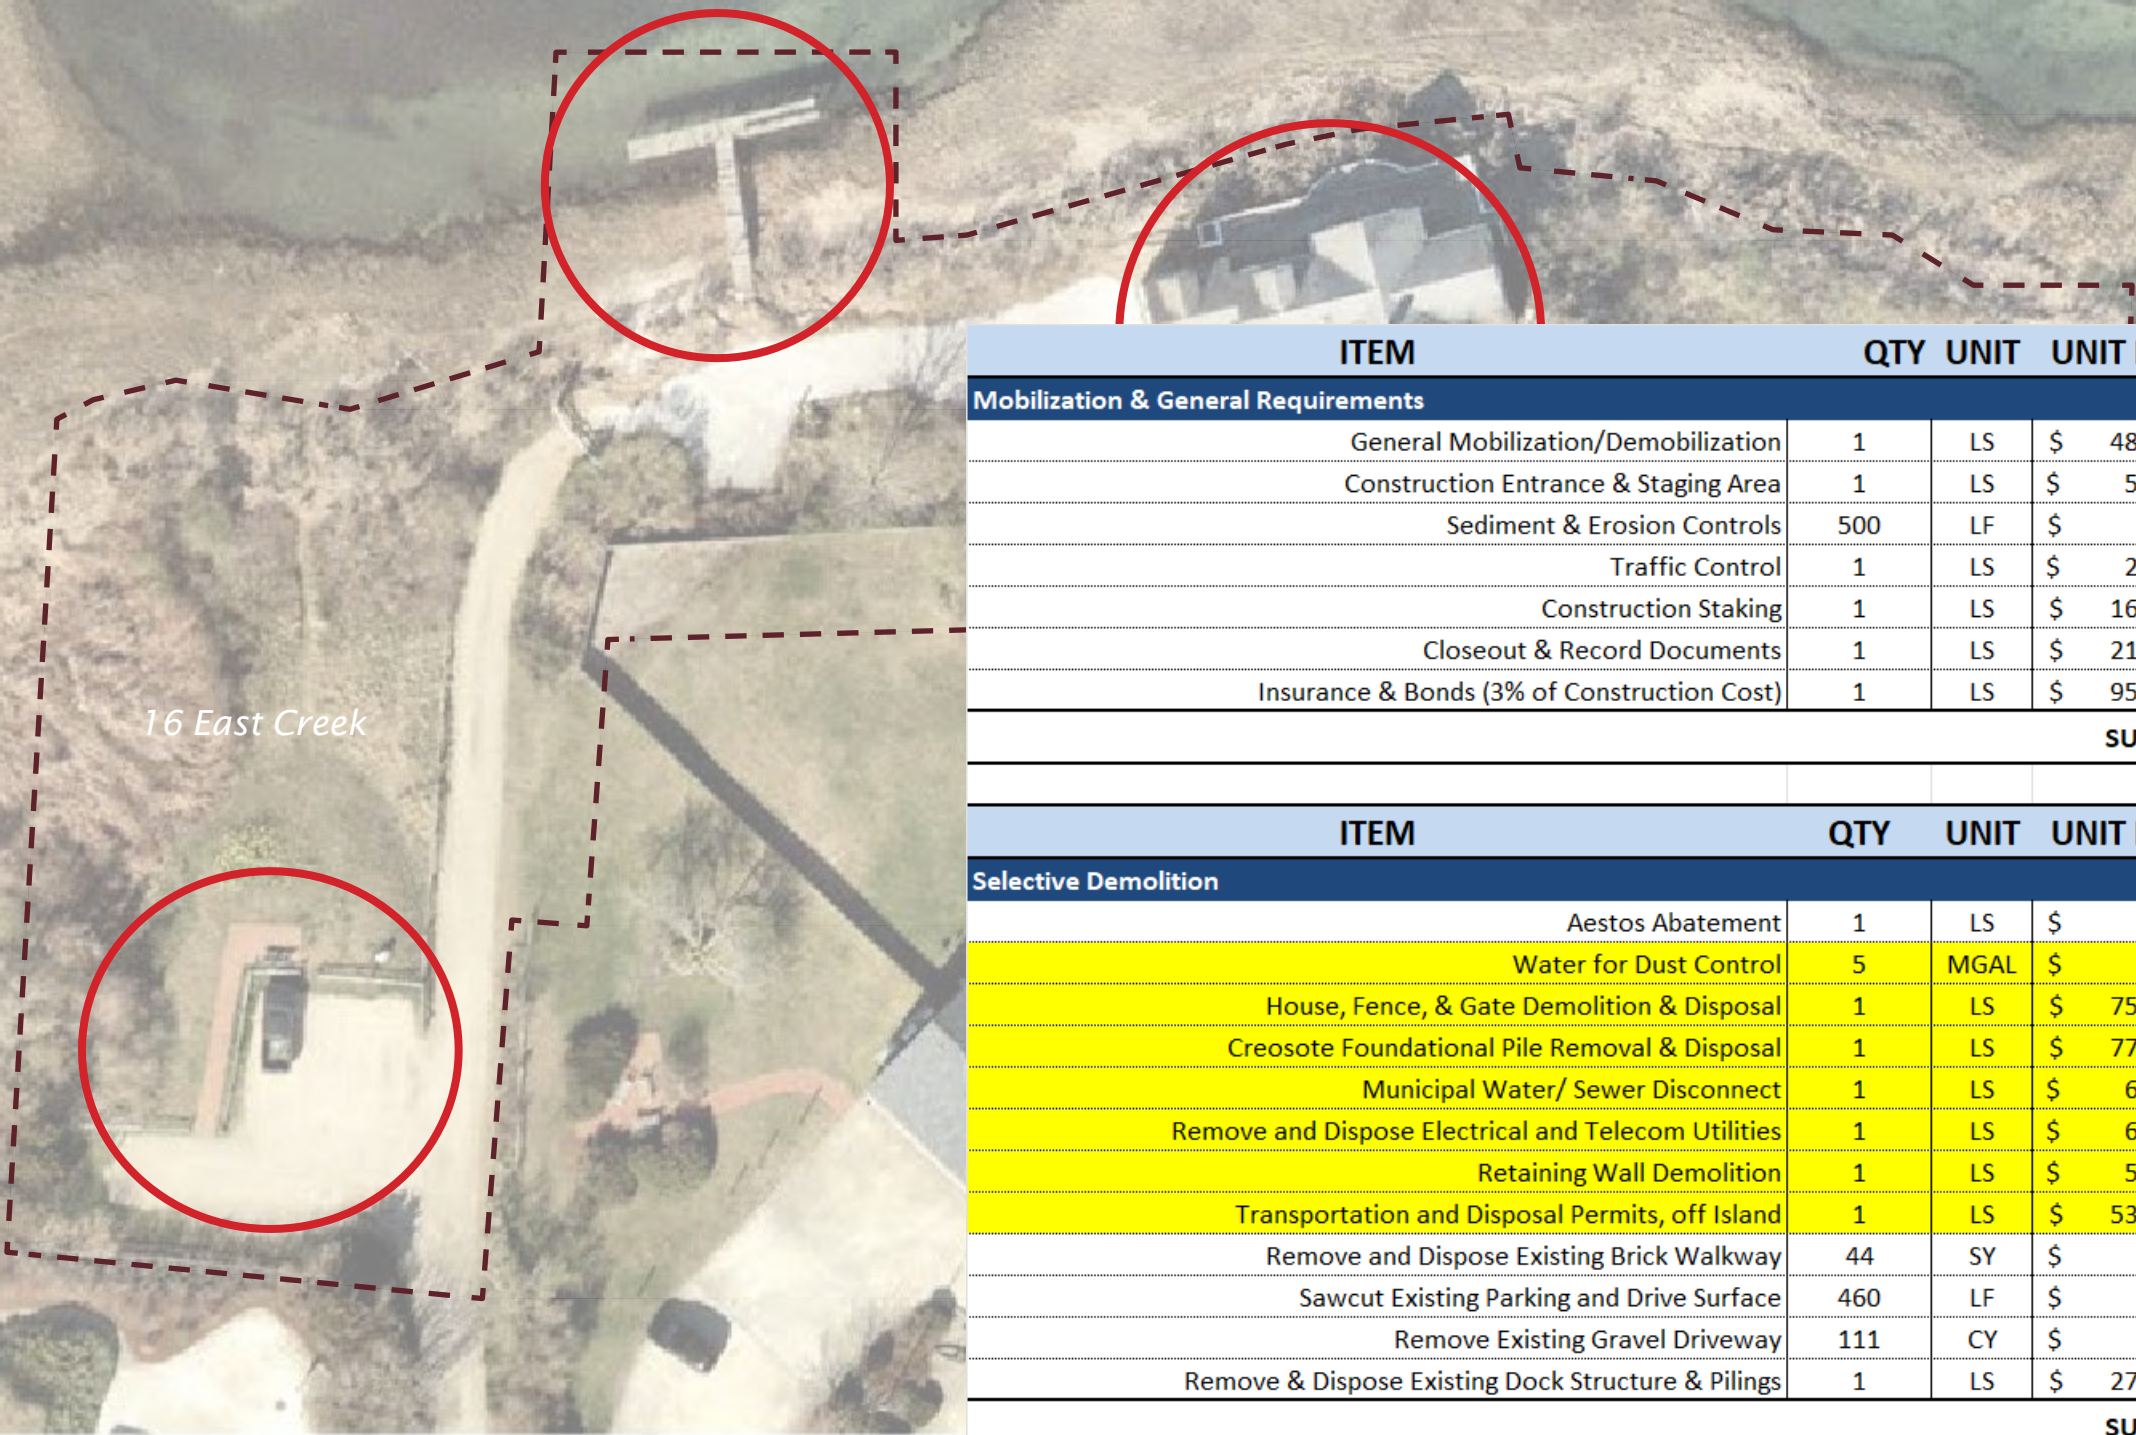 16 East Creek
ITEM QTY UNIT UNIT
Mobilization & General Requirements
General Mobilization/Demobilization 1 LS $ 48
Construction Entrance & Staging Area 1 LS $ 5
Sediment & Erosion Controls 500 LF $
Traffic Control 1 LS $ 2
Construction Staking 1 LS $ 16
Closeout & Record Documents 1 LS $ 21
Insurance & Bonds (3% of Construction Cost) 1 LS $ 95
SU
ITEM QTY UNIT UNIT
Selective Demolition
Aestos Abatement 1 LS $
Water for Dust Control 5 MGAL $
House, Fence, & Gate Demolition & Disposal 1 LS $ 75
Creosote Foundational Pile Removal & Disposal 1 LS $ 77
Municipal Water/ Sewer Disconnect 1 LS $ 6
Remove and Dispose Electrical and Telecom Utilities 1 LS $ 6
Retaining Wall Demolition 1 LS $ 5
Transportation and Disposal Permits, off Island 1 LS $ 53
Remove and Dispose Existing Brick Walkway 44 SY $
Sawcut Existing Parking and Drive Surface 460 LF $
Remove Existing Gravel Driveway 111 CY $
Remove & Dispose Existing Dock Structure & Pilings 1 LS $ 27
SU